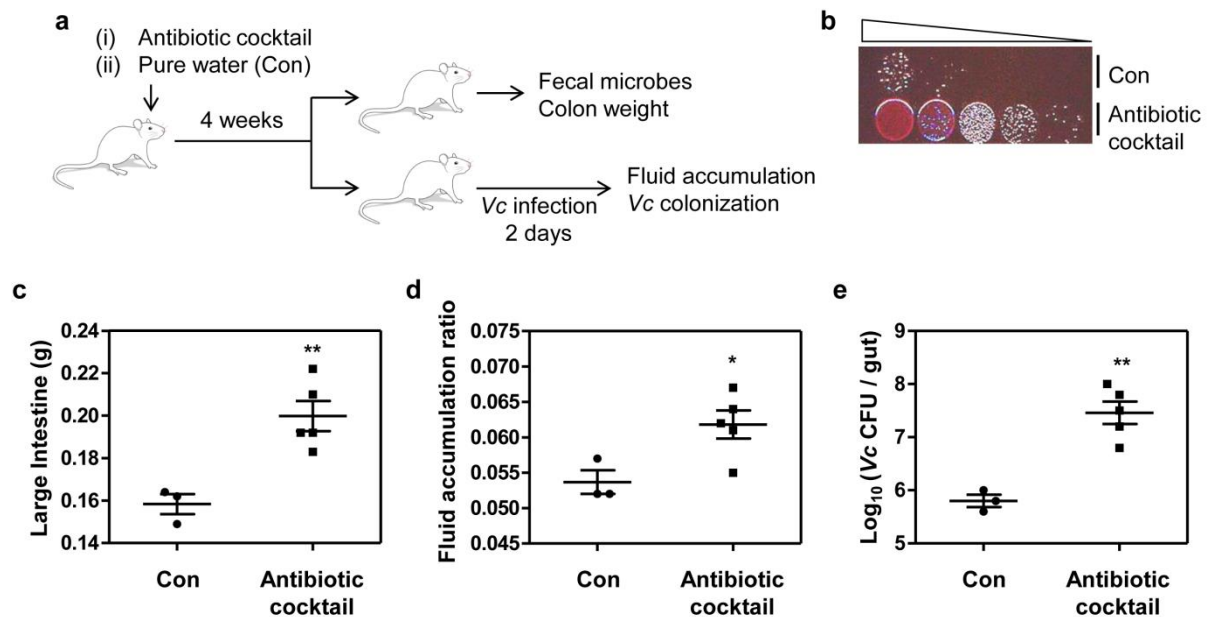 a
(i) Antibiotic cocktail
(ii) Pure water (Con)
4 weeks
Fecal microbes
Colon weight
Vc infection
2 days
Fluid accumulation
Vc colonization
b
Con
Antibiotic
cocktail
c
Large Intestine (g)
0.24
0.22
0.20
0.18
0.16
0.14
**
Con
Antibiotic
cocktail
d
Fluid accumulation ratio
0.075
0.070
0.065
0.060
0.055
0.050
0.045
*
Con
Antibiotic
cocktail
e
Log10 (Vc CFU / gut)
9
8
7
6
5
**
Con
Antibiotic
cocktail